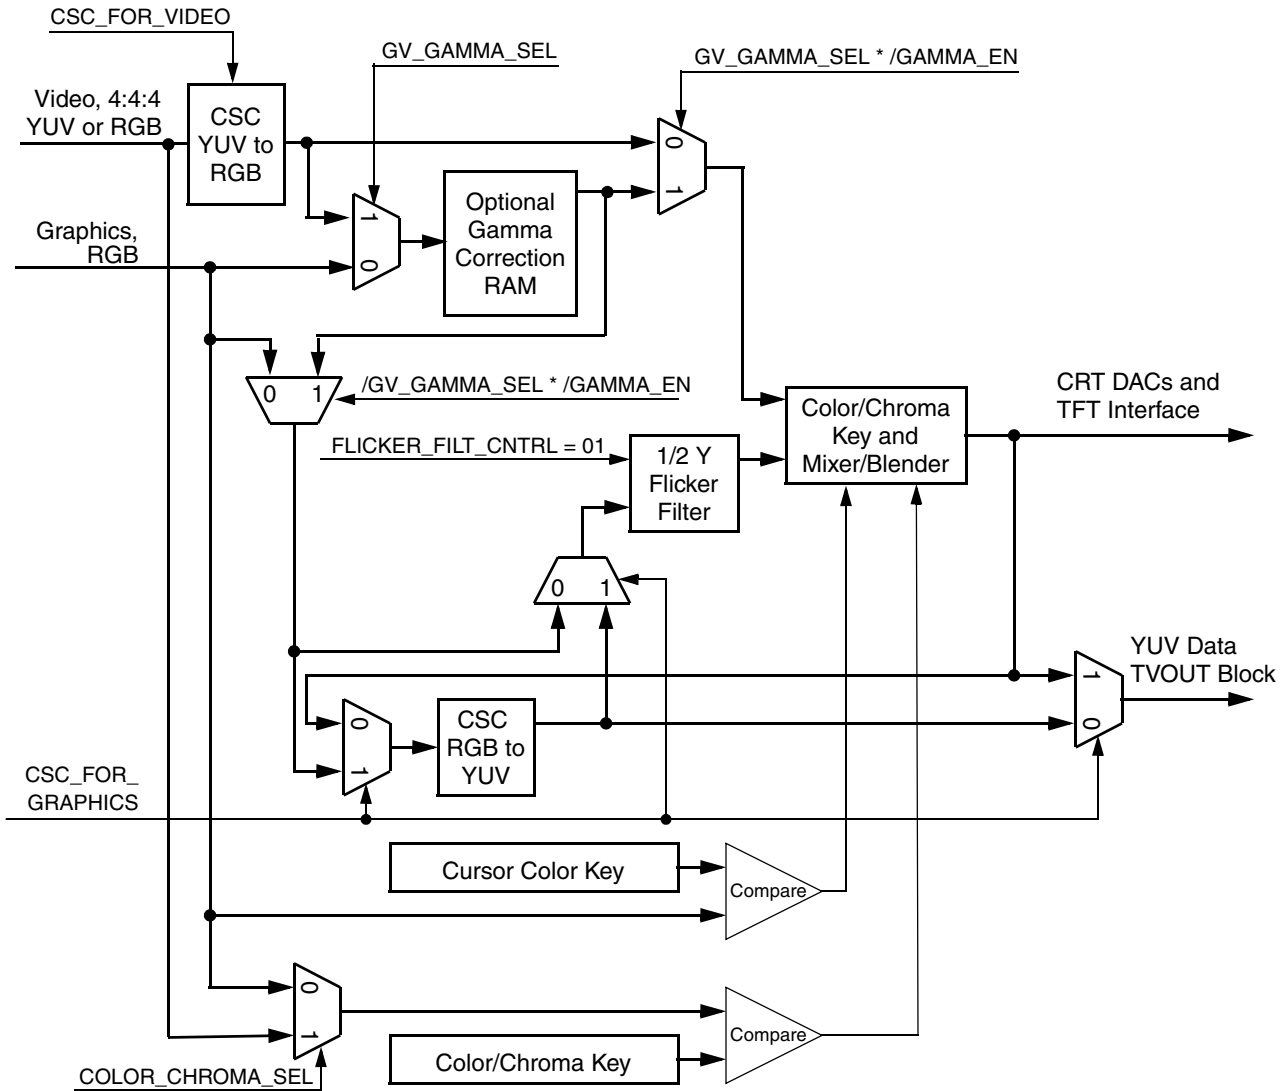 CSC_FOR_VIDEO
GV_GAMMA_SEL
GV_GAMMA_SEL * /GAMMA_EN
Video, 4:4:4
YUV or RGB
CSC
YUV to
RGB
0
1
1
0
Optional
Gamma
Correction
RAM
Graphics,
RGB
0 1
/GV_GAMMA_SEL * /GAMMA_EN
FLICKER_FILT_CNTRL = 01
1/2 Y
Flicker
Filter
Color/Chroma
Key and
Mixer/Blender
CRT DACs and
TFT Interface
0 1
YUV Data
TVOUT Block
1
0
0
1
CSC
RGB to
YUV
CSC_FOR_
GRAPHICS
Cursor Color Key
Compare
0
1
Compare
Color/Chroma Key
COLOR_CHROMA_SEL